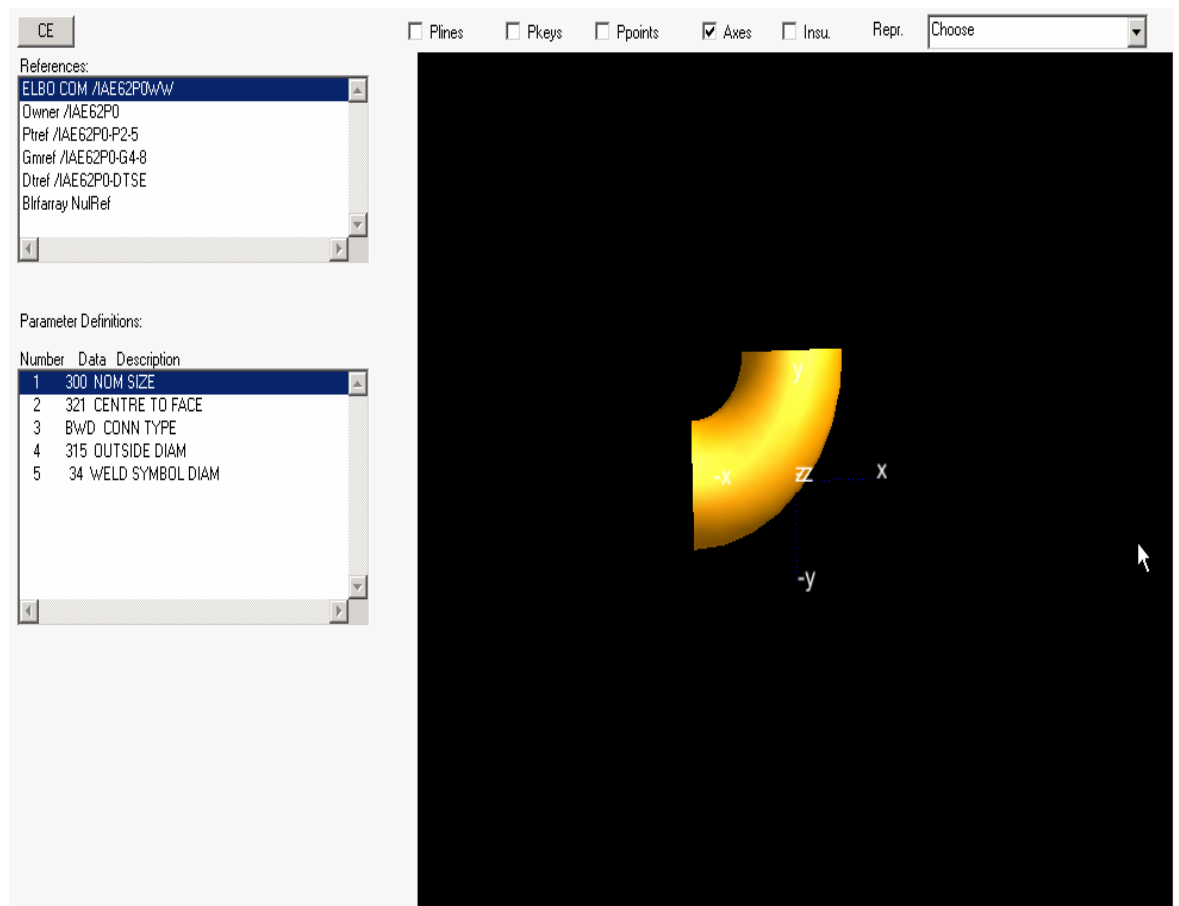 CE
Plines Pkeys Ppoints Axes Insu. Repr. Choose
References:
ELBO COM /IAE62P0WW
Owner /IAE62P0
Ptref /IAE62P0-P2-5
Gmref /IAE62P0-G4-8
Dtref /IAE62P0-DTSE
Blrfarray NulRef
Parameter Definitions:
Number Data Description
1 300 NOM SIZE
2 321 CENTRE TO FACE
3 BWD CONN TYPE
4 315 OUTSIDE DIAM
5 34 WELD SYMBOL DIAM
y
-x zz x
-y